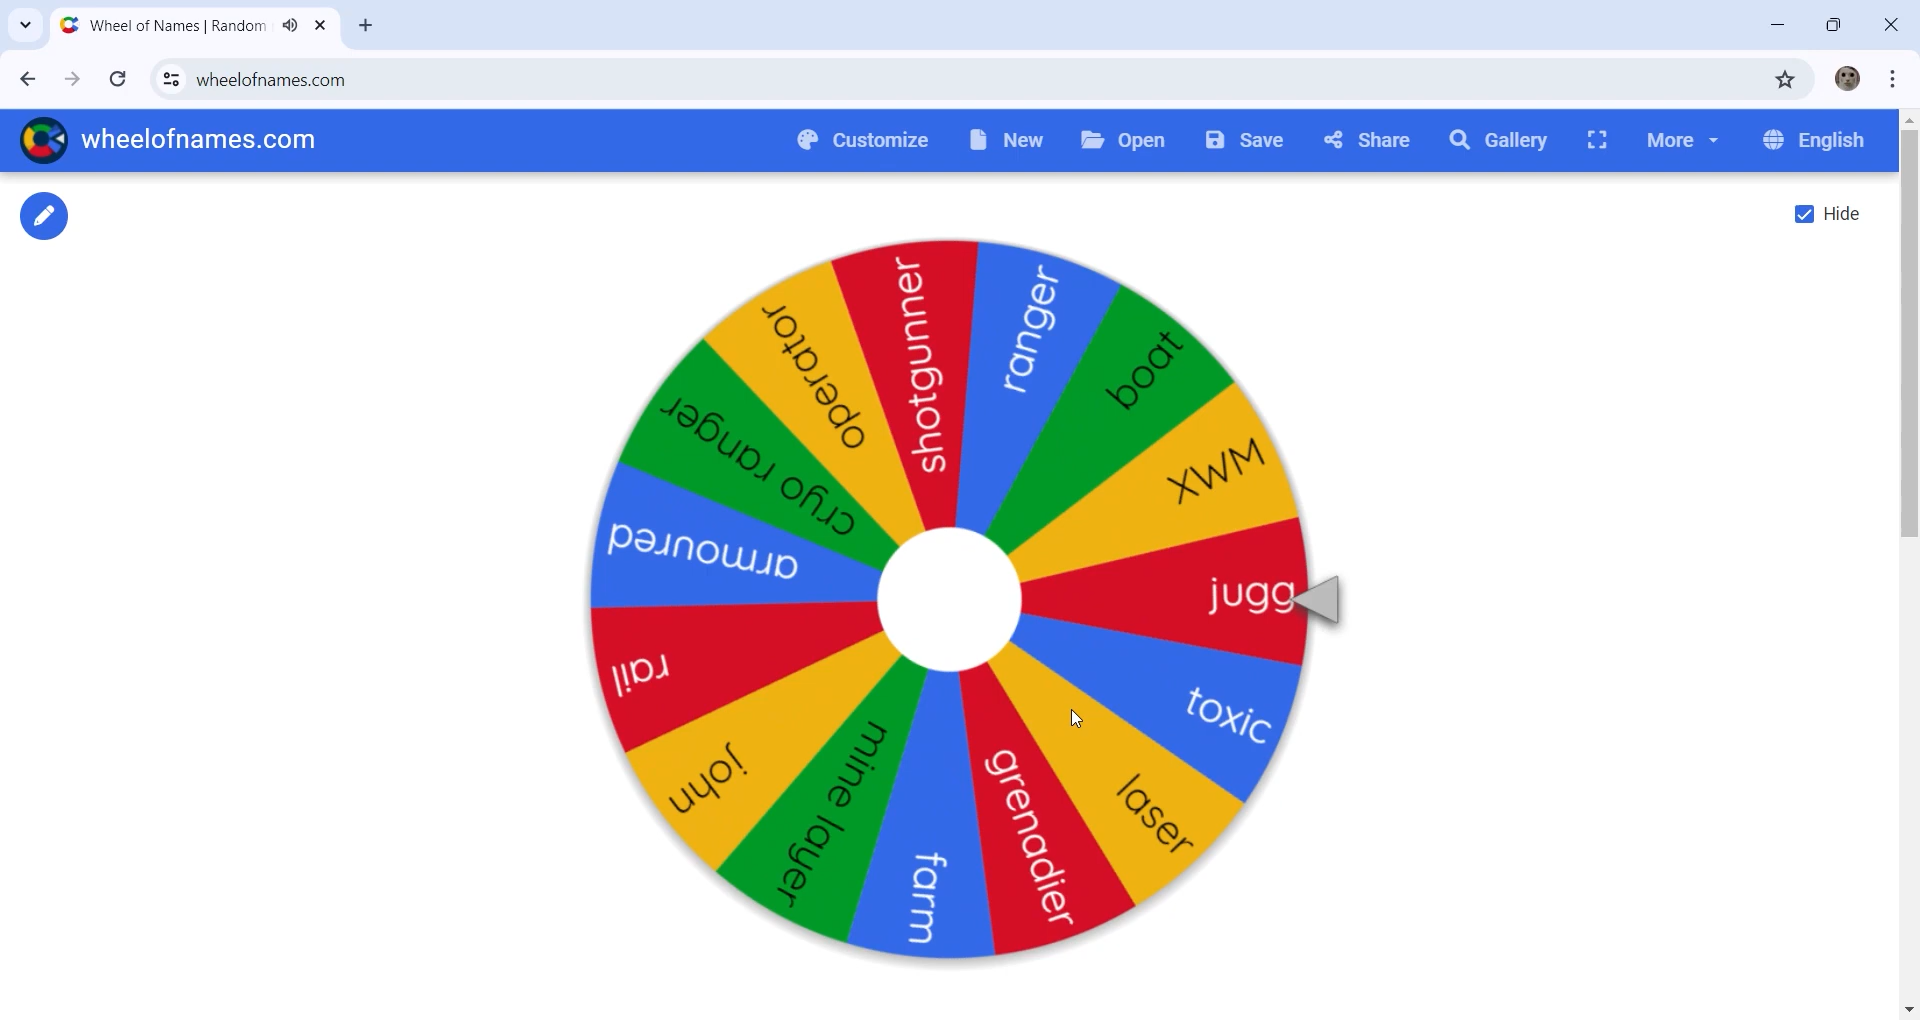 Wheel of Names | Random
wheelofnames.com
wheelofnames.com
Customize
New
Open
Save
Share
Gallery
More
English
Hide
shotgunner
ranger
boat
XWM
jugg
toxic
laser
grenadier
farm
mine layer
john
rail
armoured
cryo ranger
operator